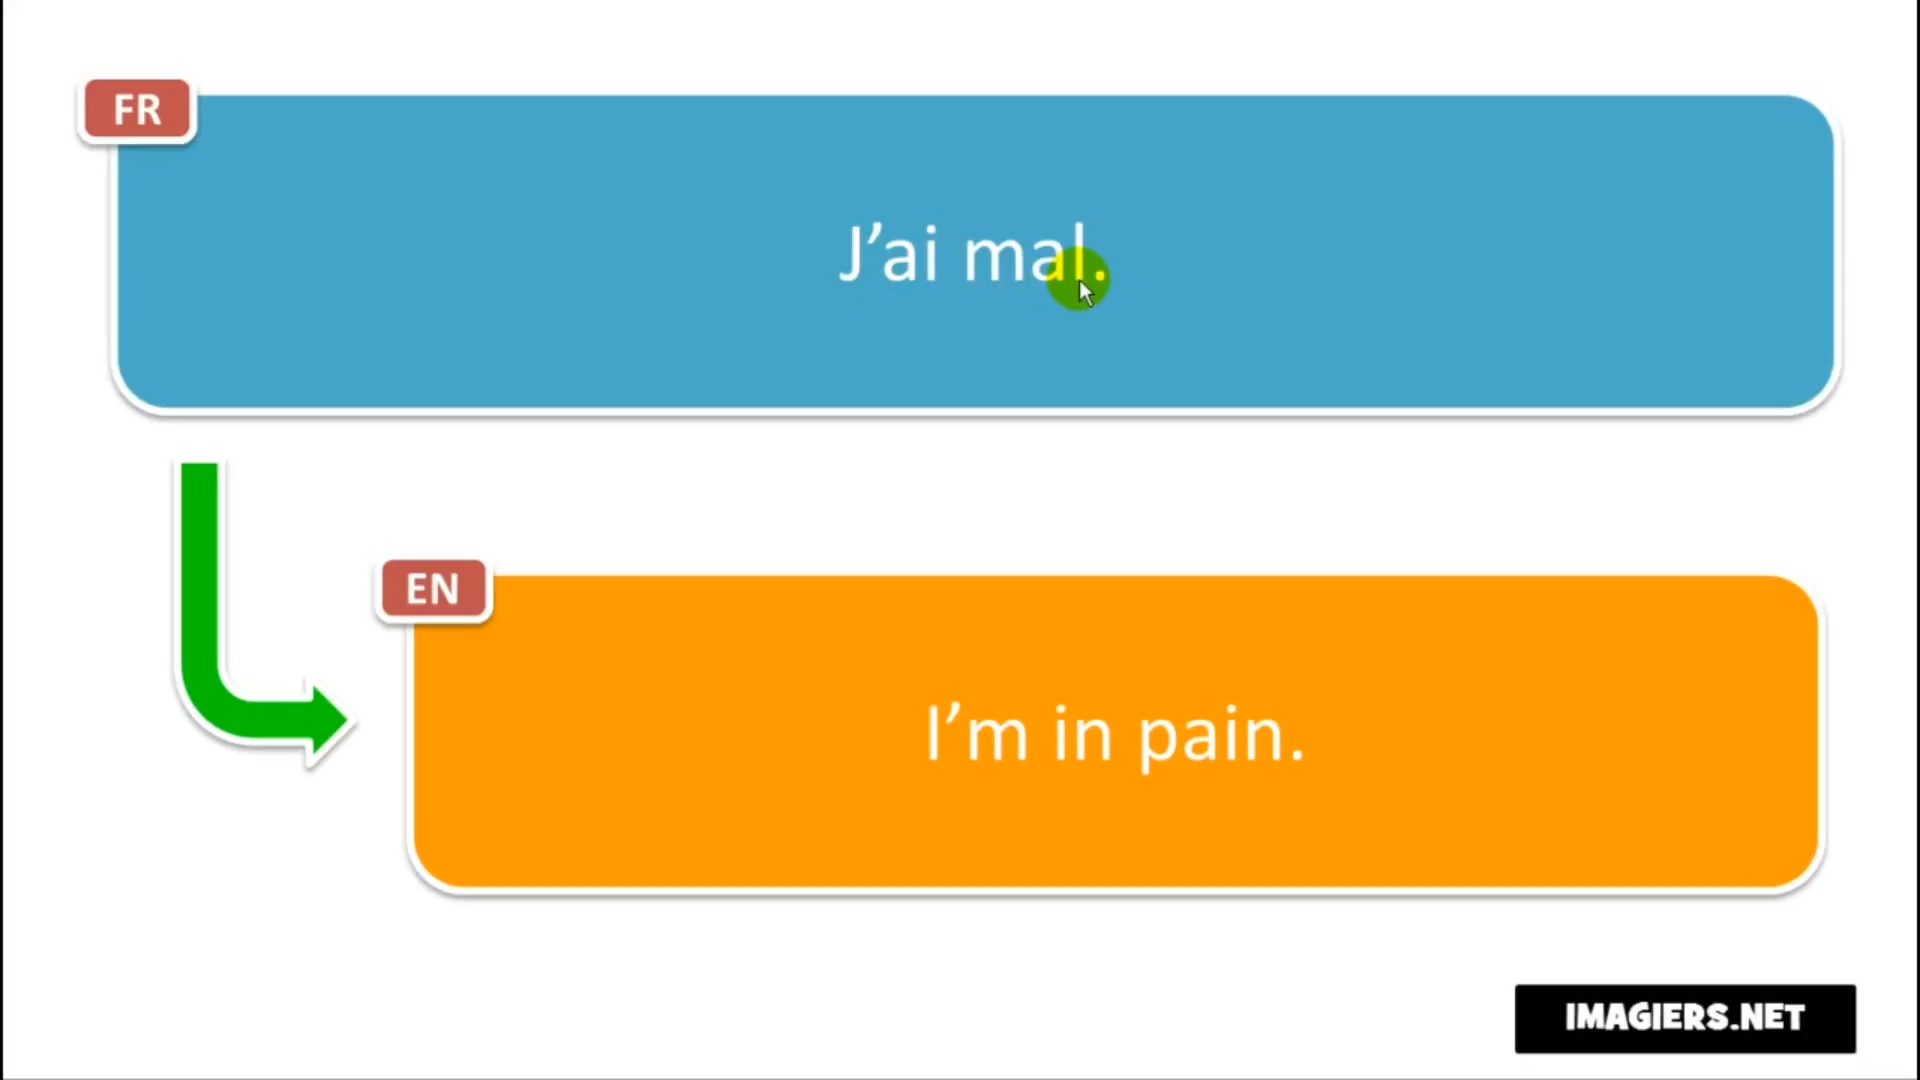 FR
J’ai mal.
EN
I’m in pain.
IMAGIERS.NET